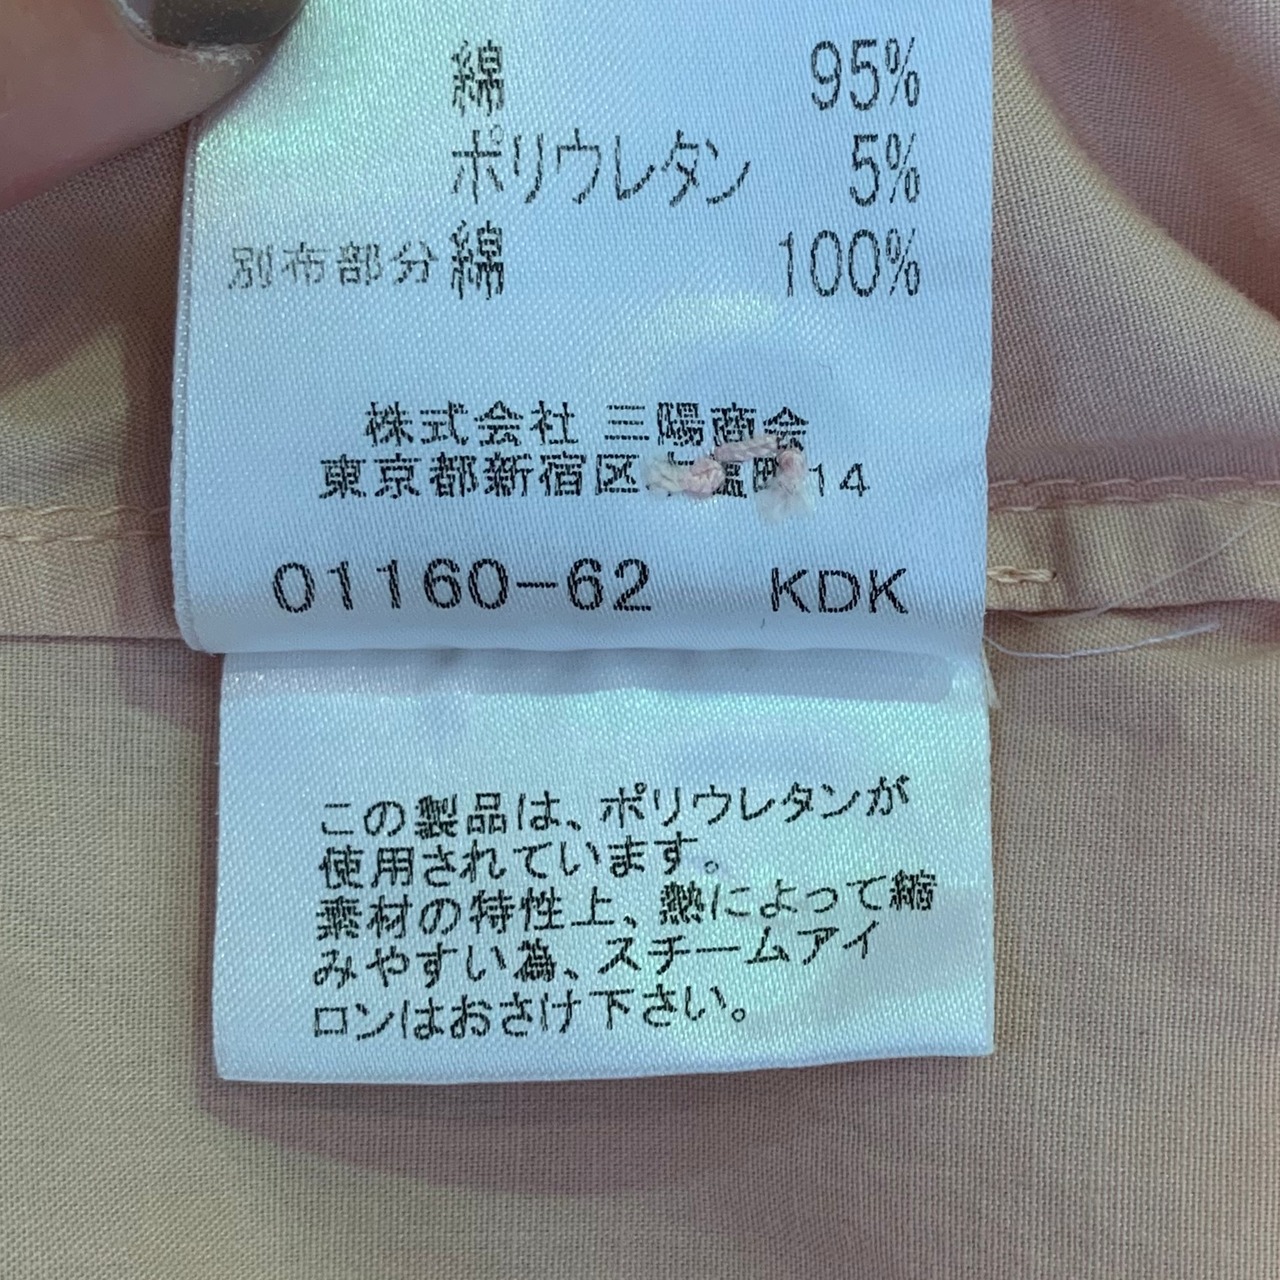 綿 95%
ポリウレタン 5%
別布部分 綿 100%
株式会社 三陽商会
東京都新宿区 14
01160-62 KDK
この製品は、ポリウレタンが
使用されています。
素材の特性上、熱によって縮
みやすい為、スチームアイ
ロンはおさけ下さい。